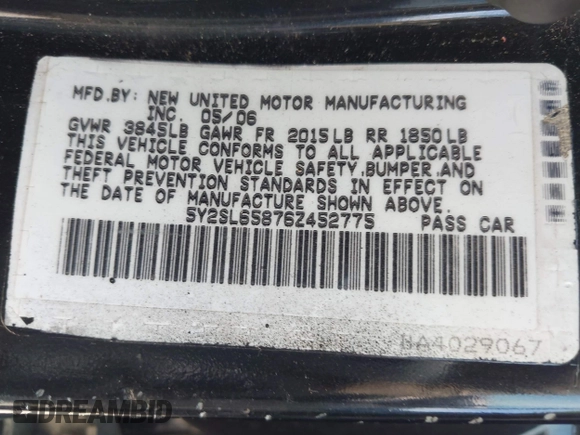 MFD.BY: NEW UNITED MOTOR MANUFACTURING
INC. 05/06
GVWR 3845LB GAWR FR 2015LB RR 1850LB
THIS VEHICLE CONFORMS TO ALL APPLICABLE
FEDERAL MOTOR VEHICLE SAFETY,BUMPER,AND
THEFT PREVENTION STANDARDS IN EFFECT ON
THE DATE OF MANUFACTURE SHOWN ABOVE.
5Y2SL65876Z452775 PASS CAR
NA4029067
DREAMBID